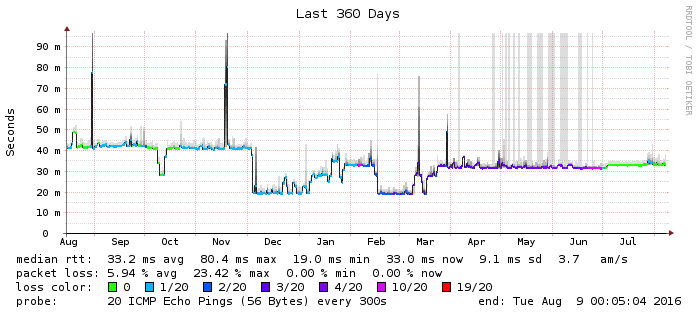 Last 360 Days
RRDTOOL / TOBI OETIKER
Seconds
90 m
80 m
70 m
60 m
50 m
40 m
30 m
20 m
10 m
0
Aug Sep Oct Nov Dec Jan Feb Mar Apr May Jun Jul
median rtt: 33.2 ms avg 80.4 ms max 19.0 ms min 33.0 ms now 9.1 ms sd 3.7 am/s
packet loss: 5.94 % avg 23.42 % max 0.00 % min 0.00 % now
loss color: 0 1/20 2/20 3/20 4/20 10/20 19/20
probe: 20 ICMP Echo Pings (56 Bytes) every 300s end: Tue Aug 9 00:05:04 2016